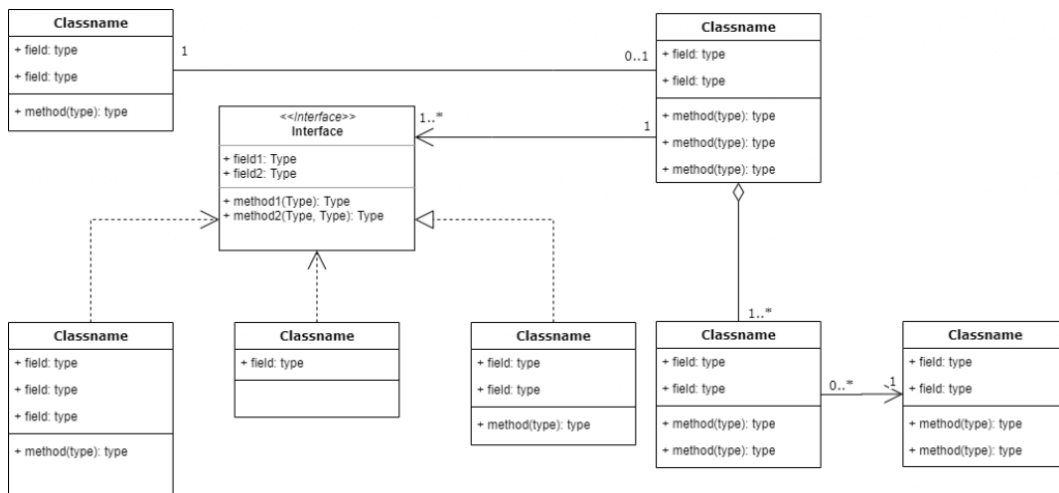 Classname
+ field: type
+ field: type
+ method(type): type
1
0..1
Classname
+ field: type
+ field: type
+ method(type): type
+ method(type): type
+ method(type): type
<<Interface>>
Interface
+ field1: Type
+ field2: Type
+ method1(Type): Type
+ method2(Type, Type): Type
1..*
1
Classname
+ field: type
+ field: type
+ field: type
+ method(type): type
Classname
+ field: type
Classname
+ field: type
+ field: type
+ method(type): type
1..*
Classname
+ field: type
+ field: type
+ method(type): type
+ method(type): type
0..*
1
Classname
+ field: type
+ field: type
+ method(type): type
+ method(type): type